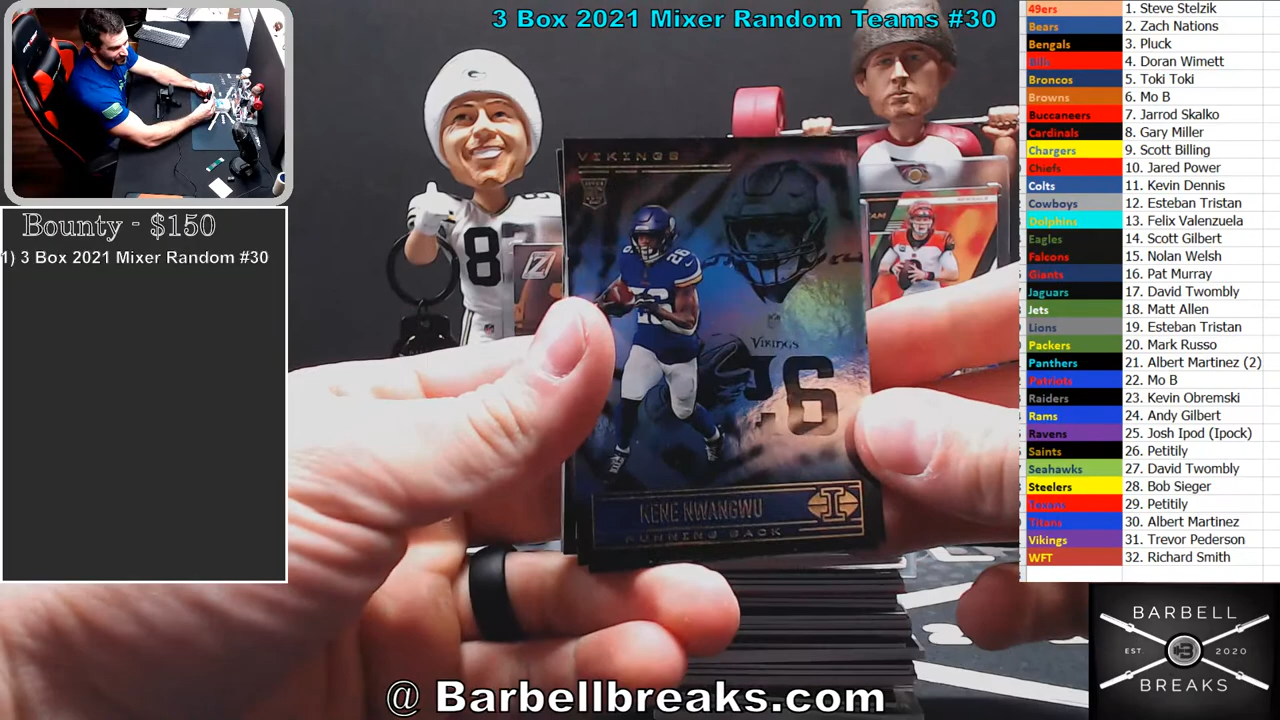 3 Box 2021 Mixer Random Teams #30
Bounty - $150
1) 3 Box 2021 Mixer Random #30
VIKINGS
26
Vikings
26
KENE NWANGWU
RUNNING BACK
I
87
G
Z
49ers 1. Steve Stelzik
Bears 2. Zach Nations
Bengals 3. Pluck
Bills 4. Doran Wimett
Broncos 5. Toki Toki
Browns 6. Mo B
Buccaneers 7. Jarrod Skalko
Cardinals 8. Gary Miller
Chargers 9. Scott Billing
Chiefs 10. Jared Power
Colts 11. Kevin Dennis
Cowboys 12. Esteban Tristan
Dolphins 13. Felix Valenzuela
Eagles 14. Scott Gilbert
Falcons 15. Nolan Welsh
Giants 16. Pat Murray
Jaguars 17. David Twombly
Jets 18. Matt Allen
Lions 19. Esteban Tristan
Packers 20. Mark Russo
Panthers 21. Albert Martinez (2)
Patriots 22. Mo B
Raiders 23. Kevin Obremski
Rams 24. Andy Gilbert
Ravens 25. Josh Ipod (Ipock)
Saints 26. Petitily
Seahawks 27. David Twombly
Steelers 28. Bob Sieger
Texans 29. Petitily
Titans 30. Albert Martinez
Vikings 31. Trevor Pederson
WFT 32. Richard Smith
BARBELL
EST. 2020
BREAKS
@ Barbellbreaks.com